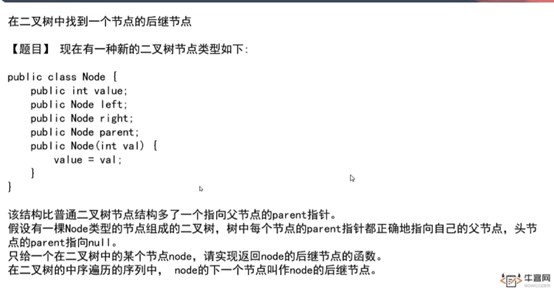 在二叉树中找到一个节点的后继节点
【题目】 现在有一种新的二叉树节点类型如下:
public class Node {
    public int value;
    public Node left;
    public Node right;
    public Node parent;
    public Node(int val) {
        value = val;
    }
}
该结构比普通二叉树节点结构多了一个指向父节点的parent指针。
假设有一棵Node类型的节点组成的二叉树，树中每个节点的parent指针都正确地指向自己的父节点，头节
点的parent指向null。
只给一个在二叉树中的某个节点node，请实现返回node的后继节点的函数。
在二叉树的中序遍历的序列中， node的下一个节点叫作node的后继节点。
牛客网